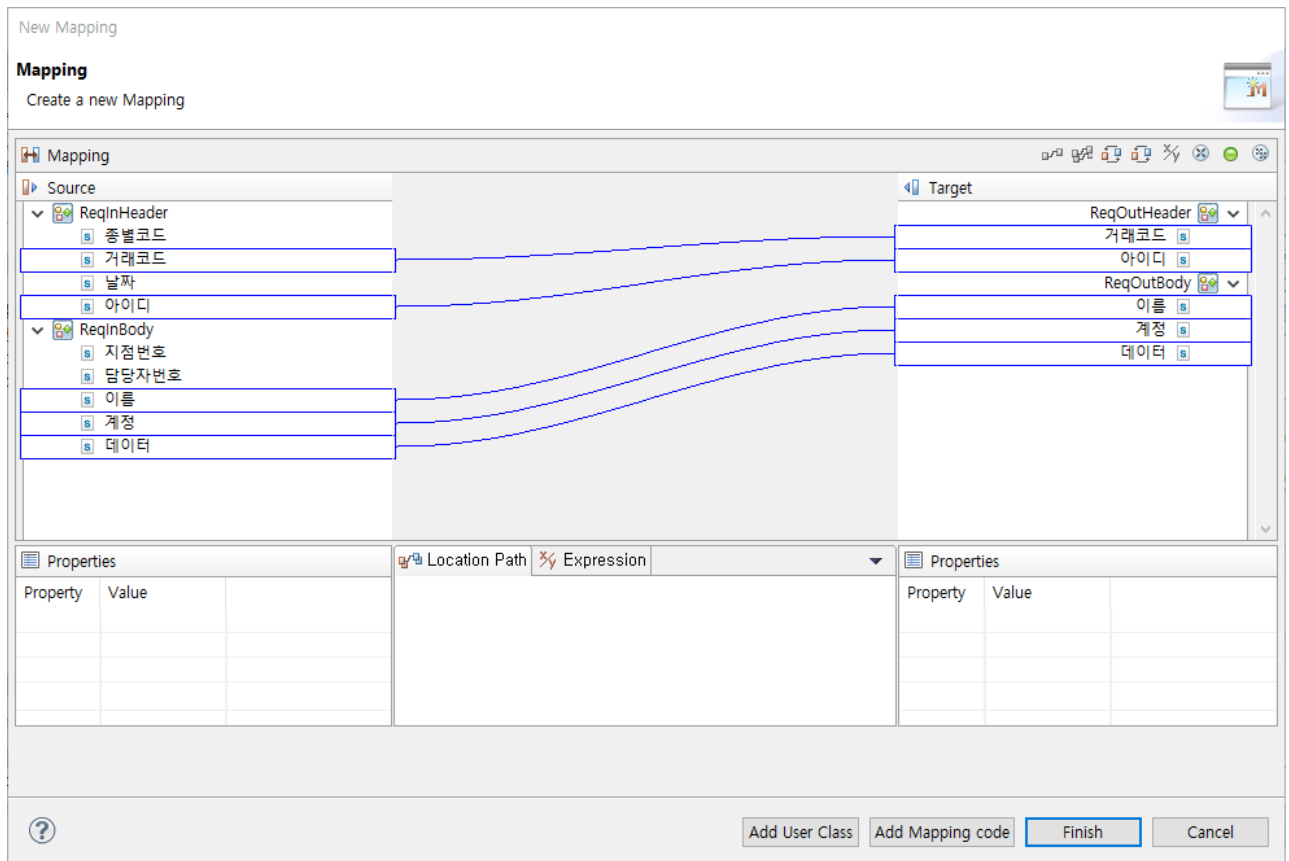 New Mapping
Mapping
Create a new Mapping
Mapping
Source
ReqInHeader
종별코드
거래코드
날짜
아이디
ReqInBody
지점번호
담당자번호
이름
계정
데이터
Target
ReqOutHeader
거래코드
아이디
ReqOutBody
이름
계정
데이터
Properties
Property Value
Location Path Expression
Properties
Property Value
Add User Class Add Mapping code Finish Cancel